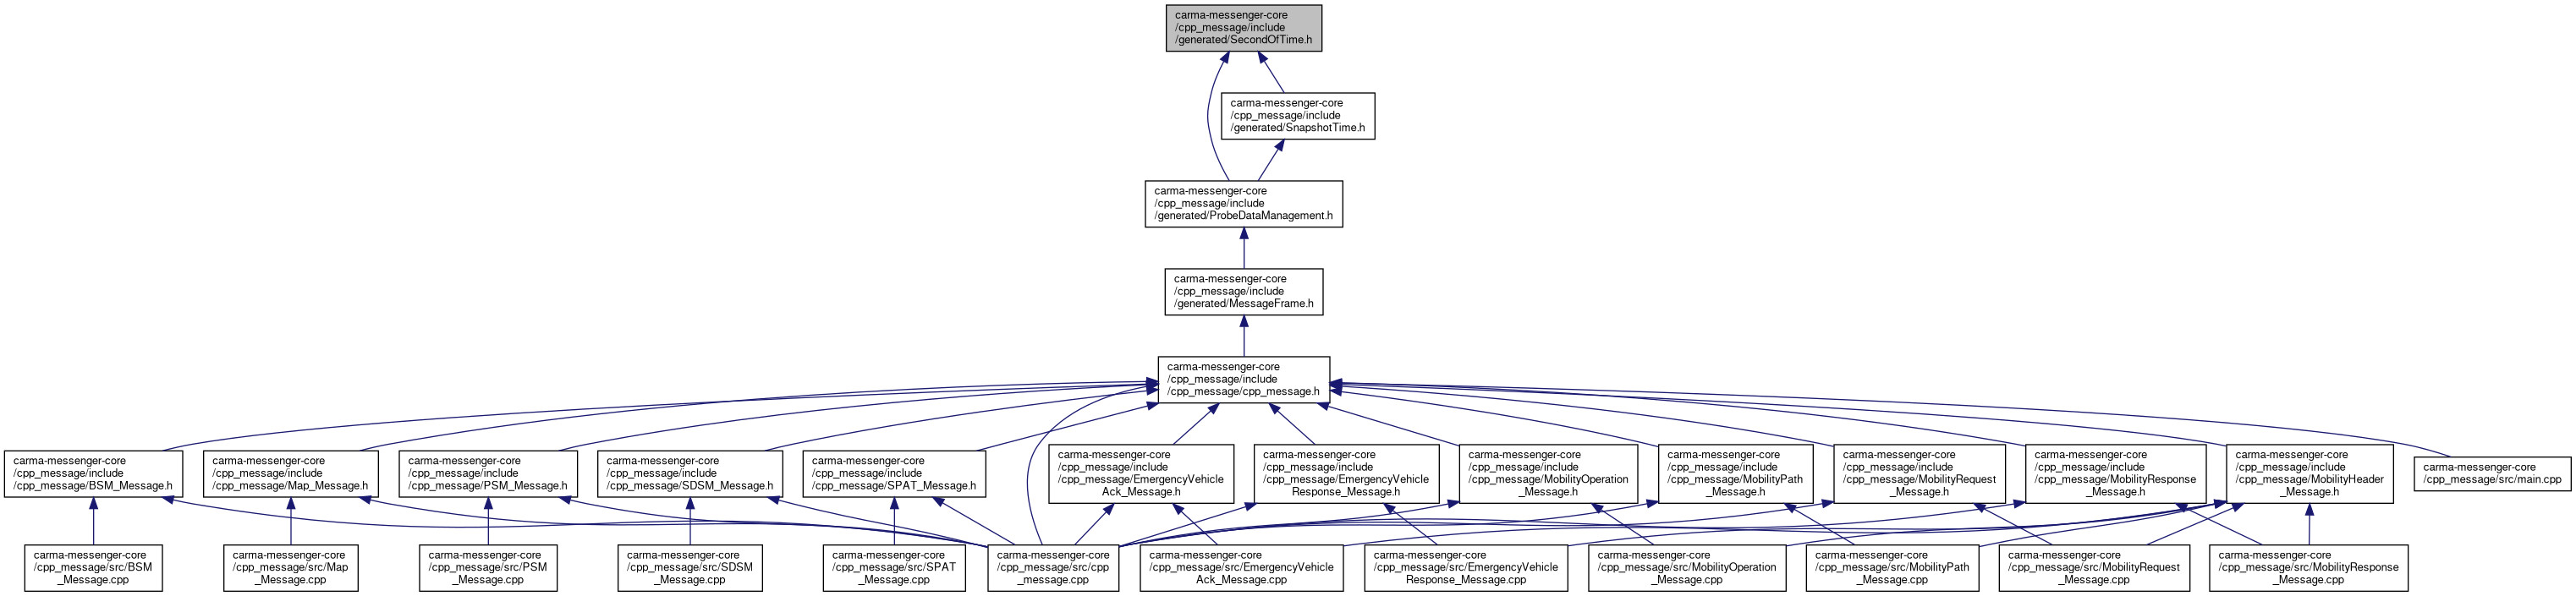 carma-messenger-core
/cpp_message/include
/generated/SecondOfTime.h
carma-messenger-core
/cpp_message/include
/generated/SnapshotTime.h
carma-messenger-core
/cpp_message/include
/generated/ProbeDataManagement.h
carma-messenger-core
/cpp_message/include
/generated/MessageFrame.h
carma-messenger-core
/cpp_message/include
/cpp_message/cpp_message.h
carma-messenger-core
/cpp_message/include
/cpp_message/BSM_Message.h
carma-messenger-core
/cpp_message/include
/cpp_message/Map_Message.h
carma-messenger-core
/cpp_message/include
/cpp_message/PSM_Message.h
carma-messenger-core
/cpp_message/include
/cpp_message/SDSM_Message.h
carma-messenger-core
/cpp_message/include
/cpp_message/SPAT_Message.h
carma-messenger-core
/cpp_message/include
/cpp_message/EmergencyVehicle
Ack_Message.h
carma-messenger-core
/cpp_message/include
/cpp_message/EmergencyVehicle
Response_Message.h
carma-messenger-core
/cpp_message/include
/cpp_message/MobilityOperation
_Message.h
carma-messenger-core
/cpp_message/include
/cpp_message/MobilityPath
_Message.h
carma-messenger-core
/cpp_message/include
/cpp_message/MobilityRequest
_Message.h
carma-messenger-core
/cpp_message/include
/cpp_message/MobilityResponse
_Message.h
carma-messenger-core
/cpp_message/include
/cpp_message/MobilityHeader
_Message.h
carma-messenger-core
/cpp_message/src/main.cpp
carma-messenger-core
/cpp_message/src/BSM
_Message.cpp
carma-messenger-core
/cpp_message/src/Map
_Message.cpp
carma-messenger-core
/cpp_message/src/PSM
_Message.cpp
carma-messenger-core
/cpp_message/src/SDSM
_Message.cpp
carma-messenger-core
/cpp_message/src/SPAT
_Message.cpp
carma-messenger-core
/cpp_message/src/cpp
_message.cpp
carma-messenger-core
/cpp_message/src/EmergencyVehicle
Ack_Message.cpp
carma-messenger-core
/cpp_message/src/EmergencyVehicle
Response_Message.cpp
carma-messenger-core
/cpp_message/src/MobilityOperation
_Message.cpp
carma-messenger-core
/cpp_message/src/MobilityPath
_Message.cpp
carma-messenger-core
/cpp_message/src/MobilityRequest
_Message.cpp
carma-messenger-core
/cpp_message/src/MobilityResponse
_Message.cpp